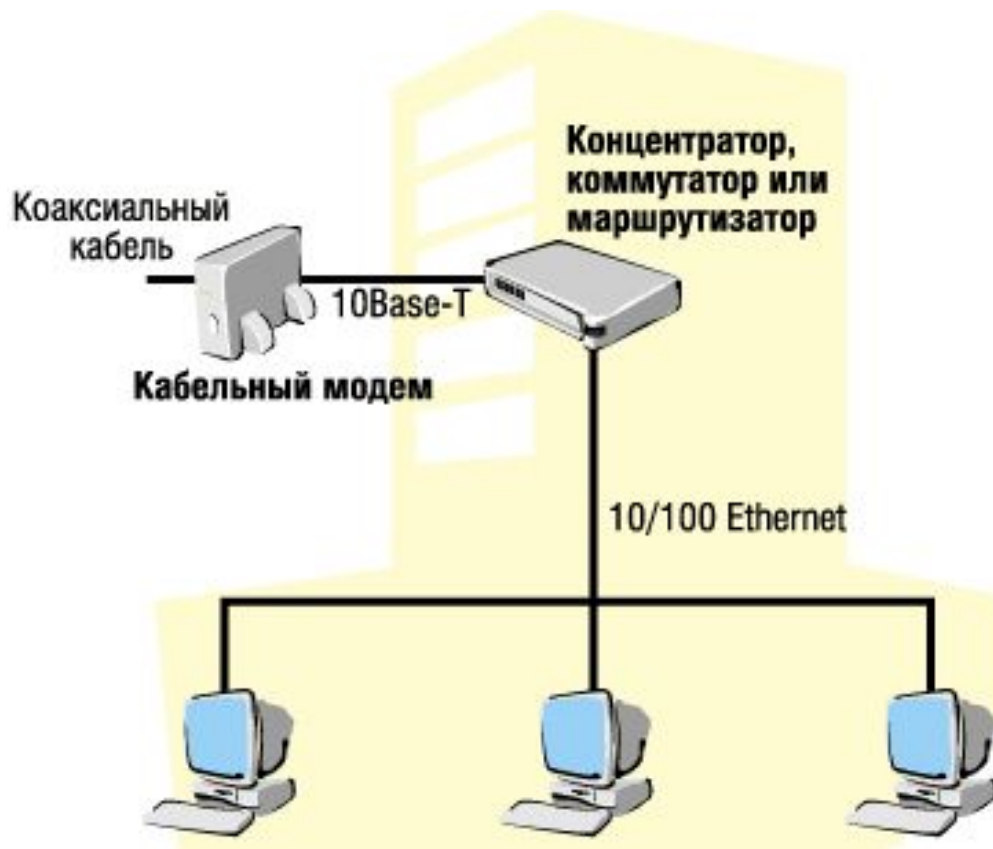 Концентратор,
коммутатор или
маршрутизатор
Коаксиальный
кабель
10Base-T
Кабельный модем
10/100 Ethernet